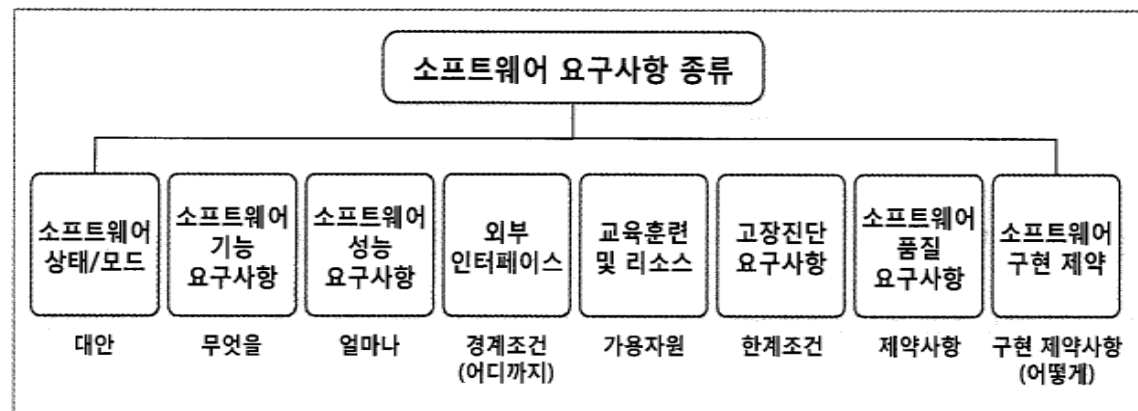 소프트웨어 요구사항 종류
소프트웨어
상태/모드
소프트웨어
기능
요구사항
소프트웨어
성능
요구사항
외부
인터페이스
교육훈련
및 리소스
고장진단
요구사항
소프트웨어
품질
요구사항
소프트웨어
구현 제약
대안
무엇을
얼마나
경계조건
(어디까지)
가용자원
한계조건
제약사항
구현 제약사항
(어떻게)